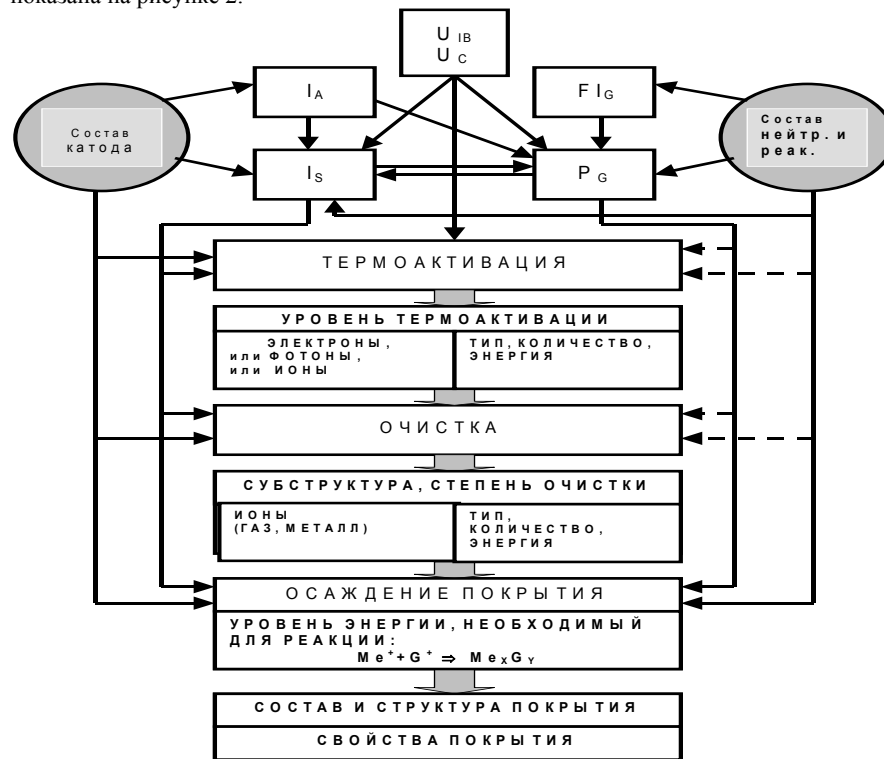 показана на рисунке 2.
U IB
U C
I A
F I G
Состав
катода
Состав
нейтр. и
реак.
I S
P G
ТЕРМОАКТИВАЦИЯ
УРОВЕНЬ ТЕРМОАКТИВАЦИИ
ЭЛЕКТРОНЫ,
или ФОТОНЫ,
или ИОНЫ
ТИП, КОЛИЧЕСТВО,
ЭНЕРГИЯ
ОЧИСТКА
СУБСТРУКТУРА, СТЕПЕНЬ ОЧИСТКИ
ИОНЫ
(ГАЗ, МЕТАЛЛ)
ТИП,
КОЛИЧЕСТВО,
ЭНЕРГИЯ
ОСАЖДЕНИЕ ПОКРЫТИЯ
УРОВЕНЬ ЭНЕРГИИ, НЕОБХОДИМЫЙ
ДЛЯ РЕАКЦИИ:
Me⁺+G⁺ ⇒ MeXGY
СОСТАВ И СТРУКТУРА ПОКРЫТИЯ
СВОЙСТВА ПОКРЫТИЯ